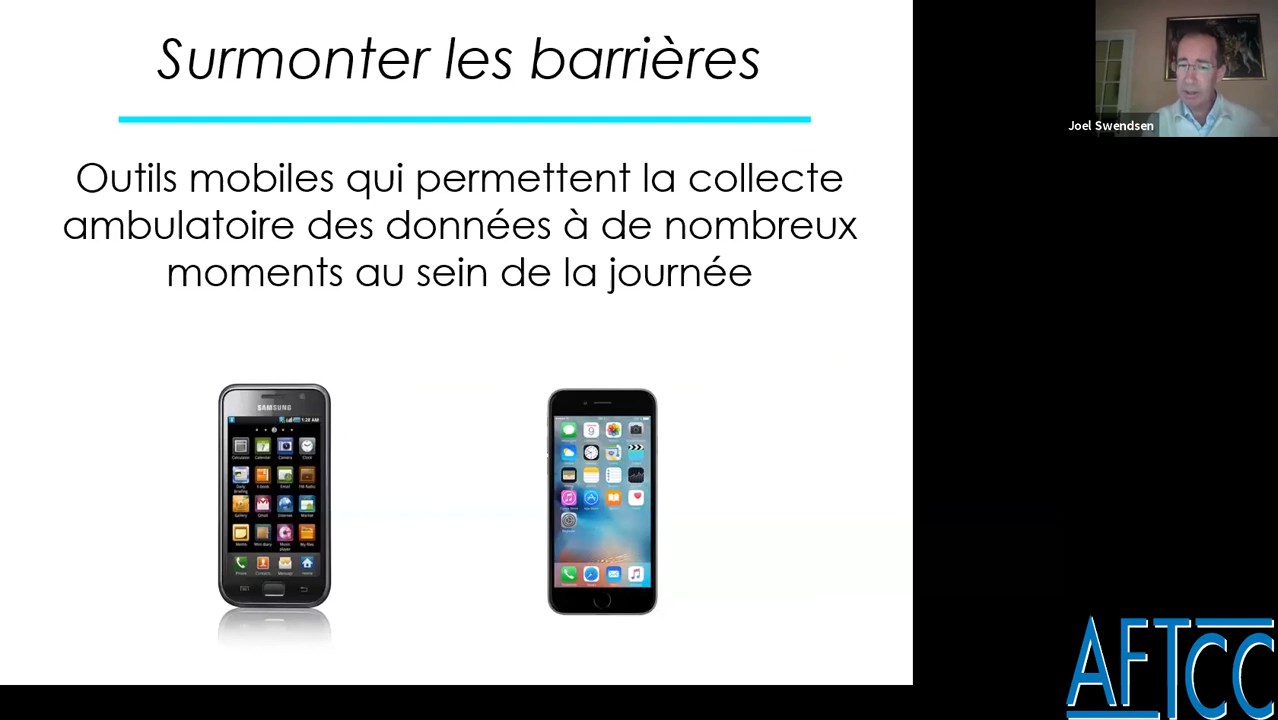 Surmonter les barrières
Outils mobiles qui permettent la collecte
ambulatoire des données à de nombreux
moments au sein de la journée
Joel Swendsen
SAMSUNG
AFTCC